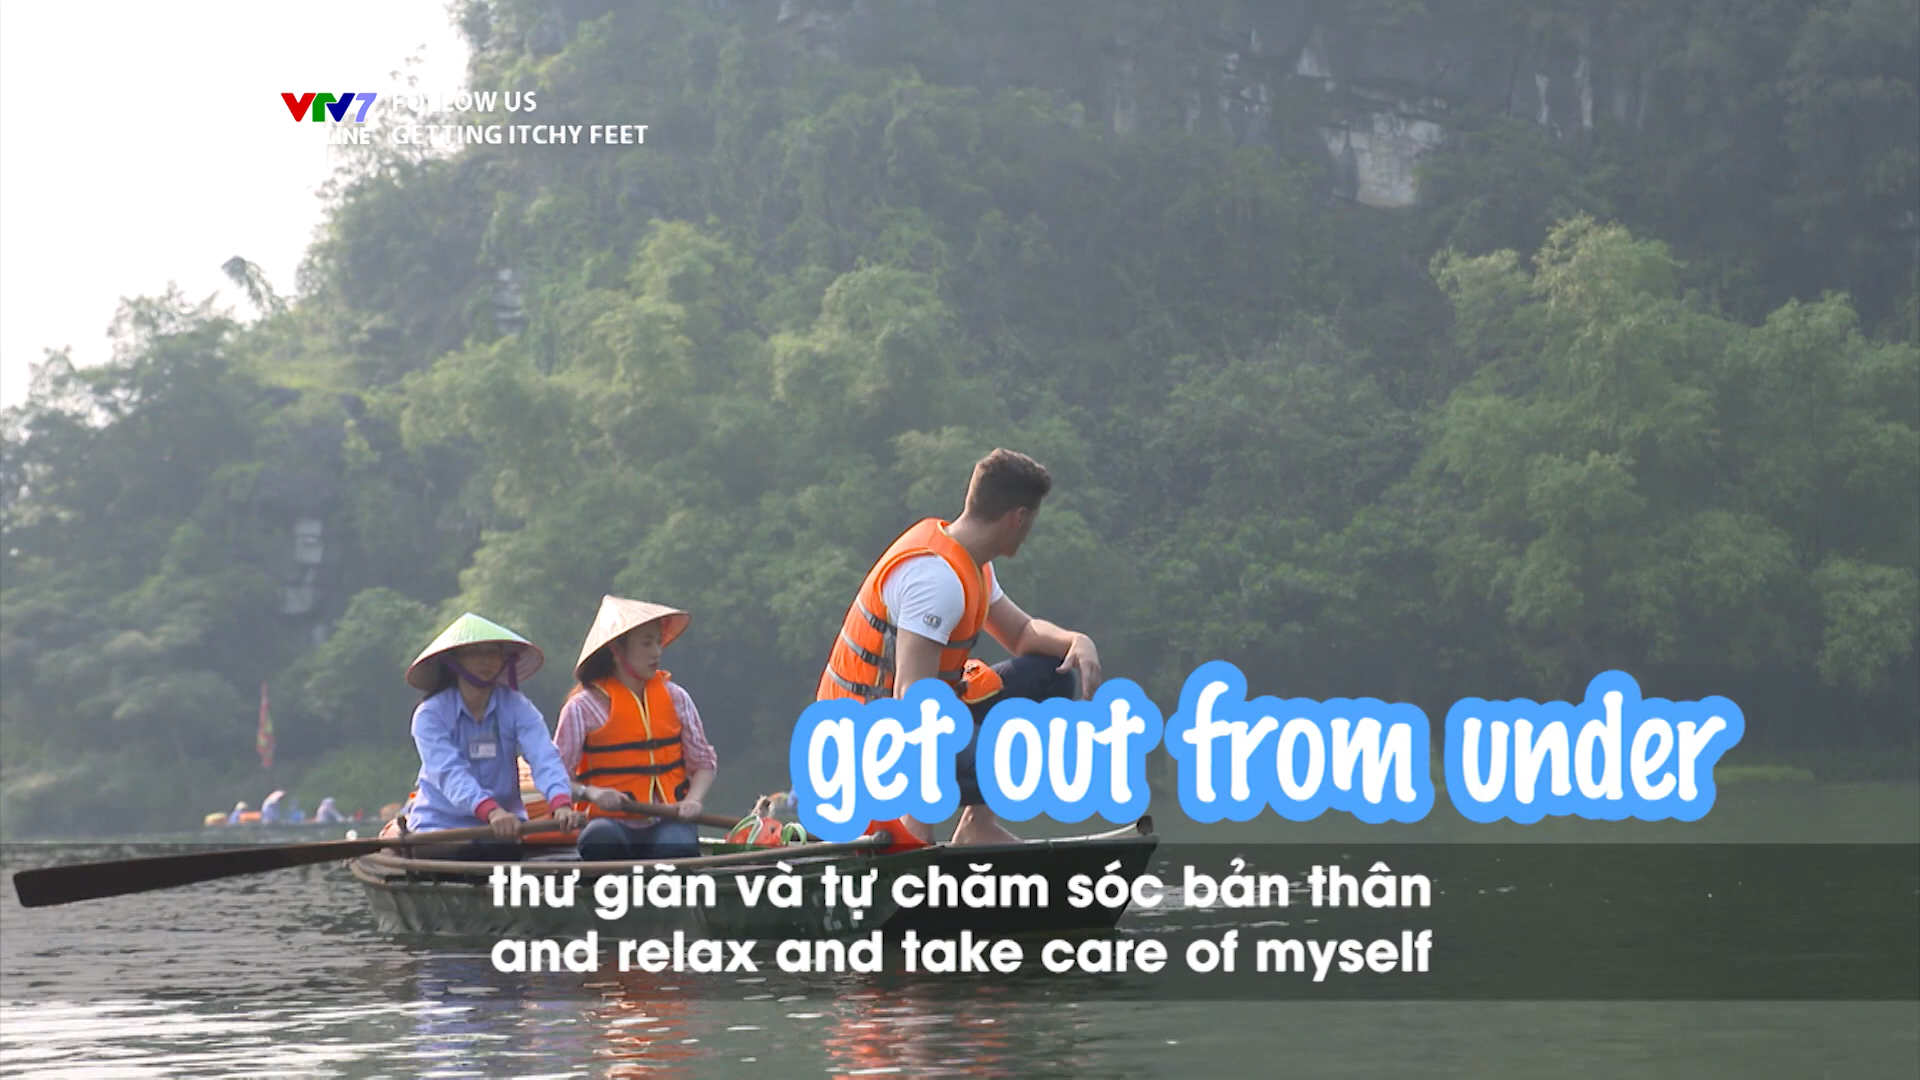 VTV7 FOLLOW US
GETTING ITCHY FEET
get out from under
thư giãn và tự chăm sóc bản thân
and relax and take care of myself